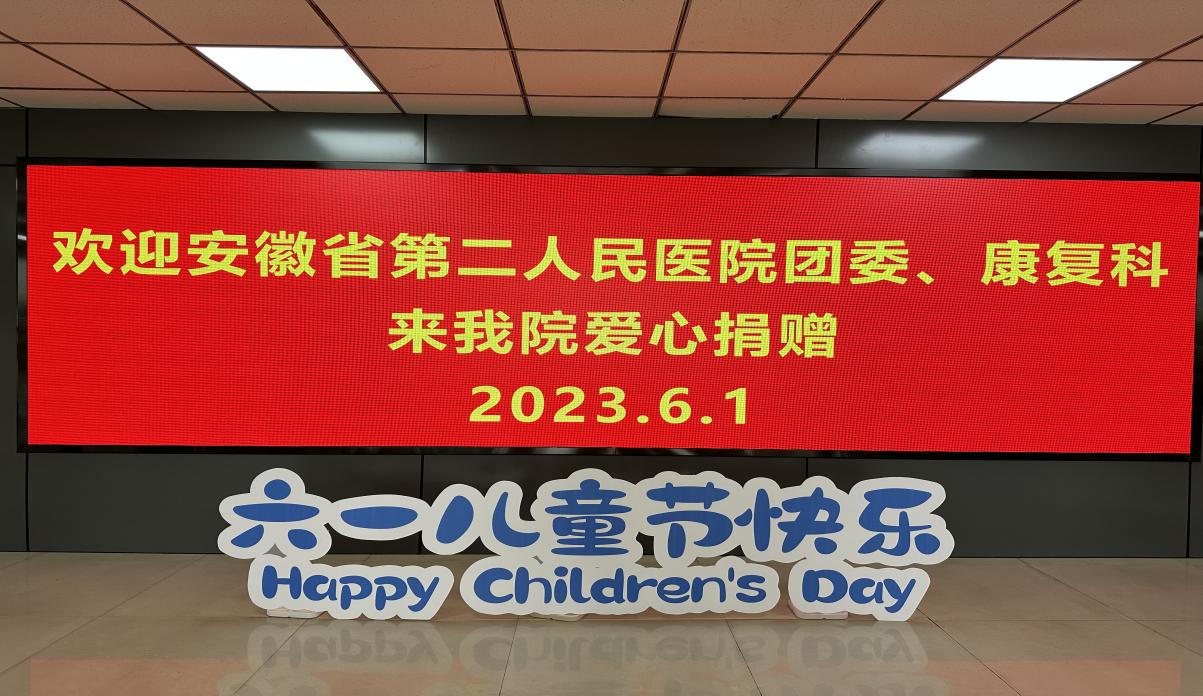 欢迎安徽省第二人民医院团委、康复科
来我院爱心捐赠
2023.6.1
六一儿童节快乐
Happy Children's Day